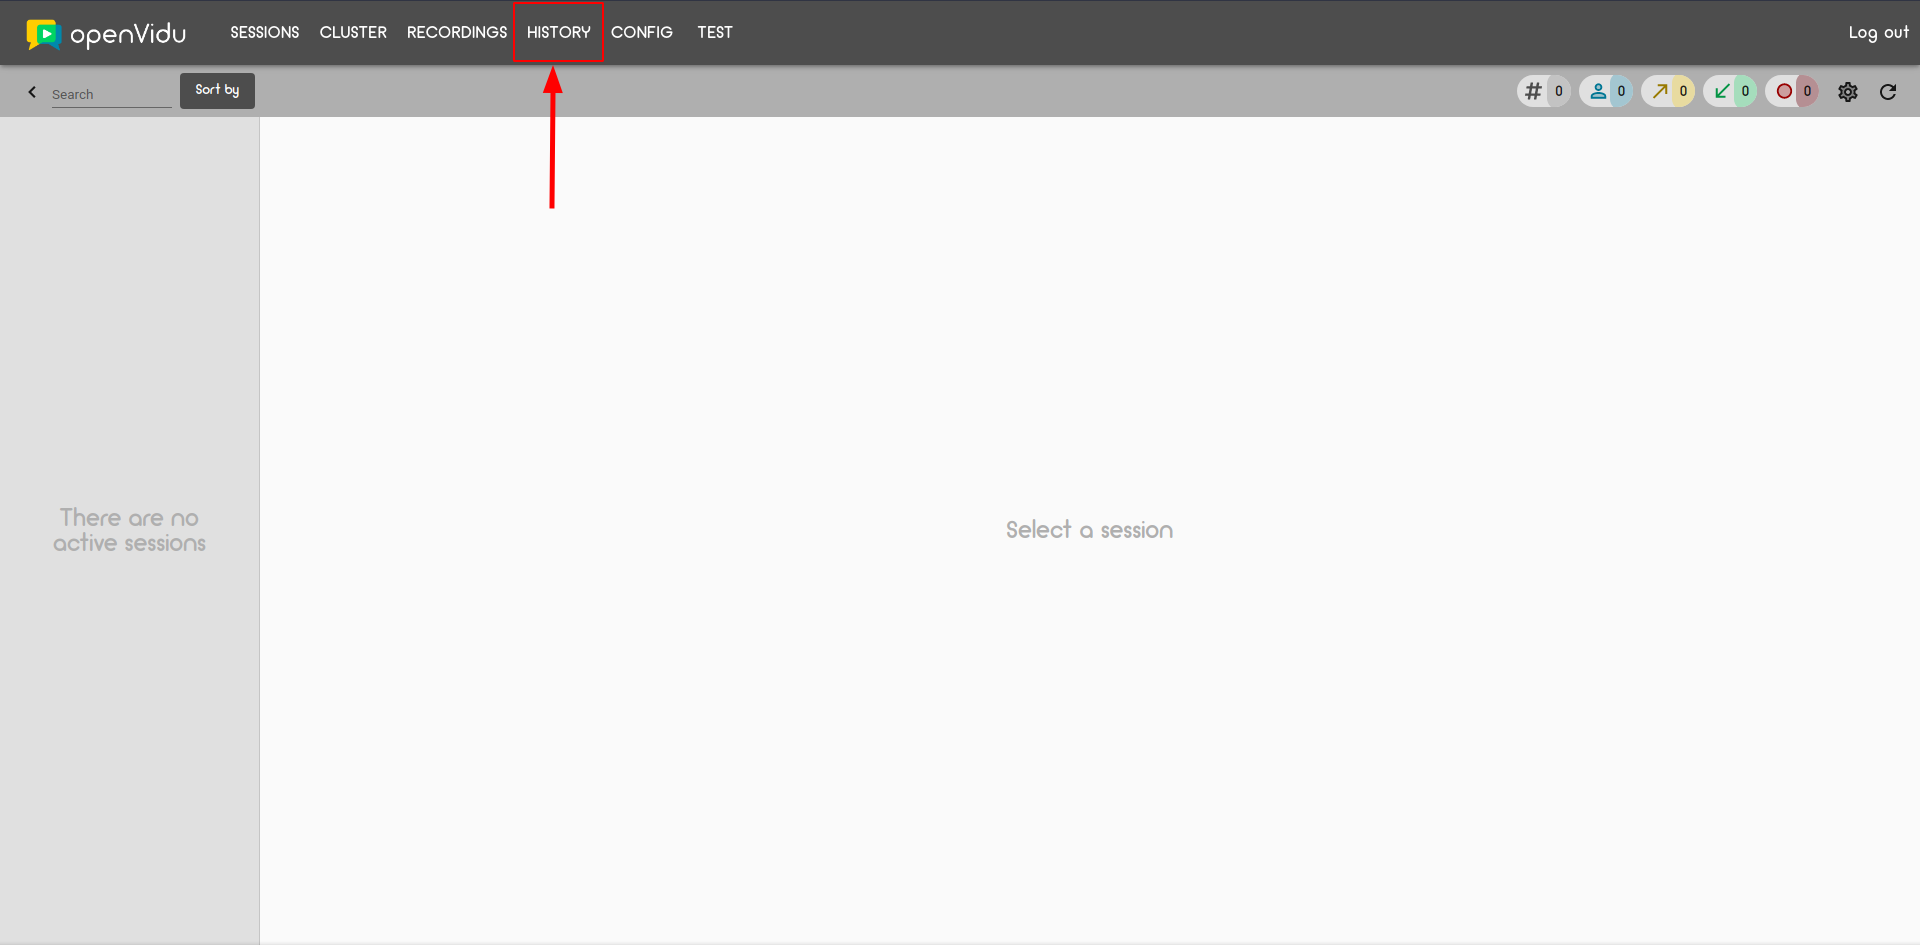 openVidu SESSIONS CLUSTER RECORDINGS HISTORY CONFIG TEST Log out
Search Sort by # 0 0 0 0 0
There are no
active sessions
Select a session